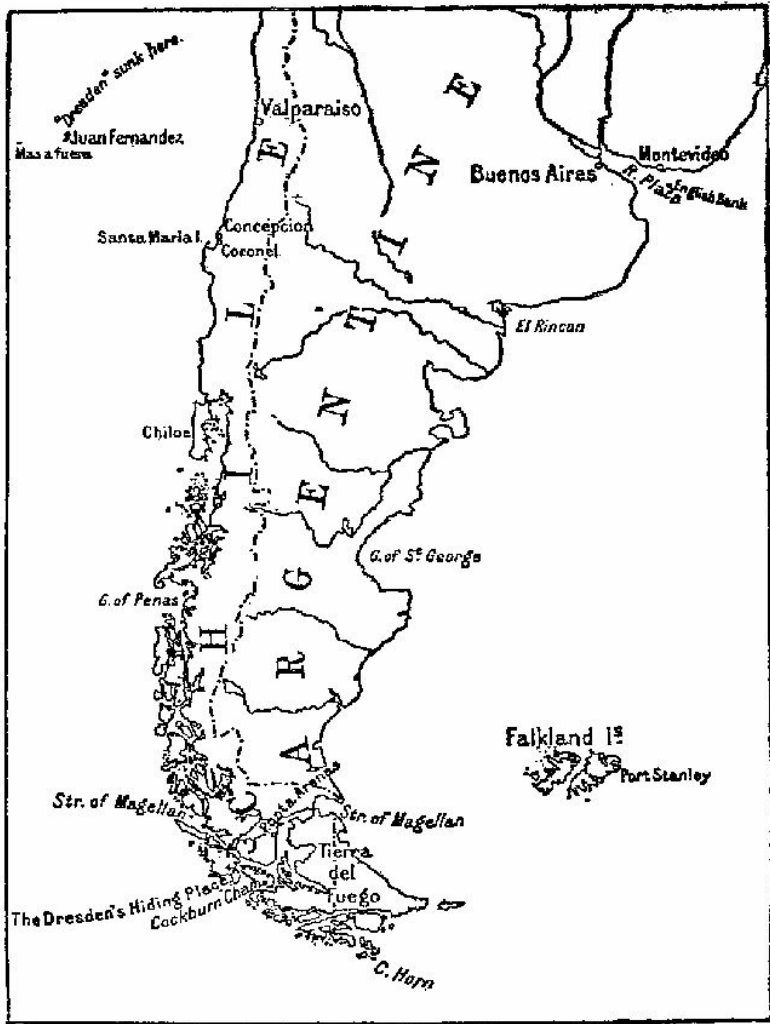 "Dresden" sunk here.
Juan Fernandez
Masafuera
Valparaiso
Montevideo
Buenos Aires
R. Plata
English Bank
Santa Maria I.
Concepcion
Coronel
El Rincon
Chiloe
G. of St. George
G. of Penas
CHILE
ARGENTINE
Falkland Is
Port Stanley
Str. of Magellan
Punta Arenas
Str. of Magellan
Tierra
del
Fuego
The Dresden's Hiding Place
Cockburn Chan.
C. Horn